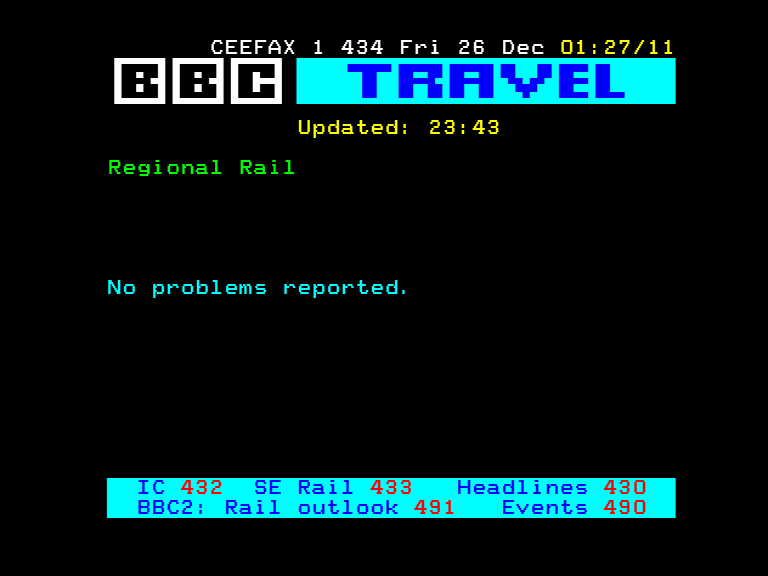 CEEFAX 1 434 Fri 26 Dec 01:27/11
BBC TRAVEL
Updated: 23:43
Regional Rail
No problems reported.
IC 432 SE Rail 433 Headlines 430
BBC2: Rail outlook 491 Events 490